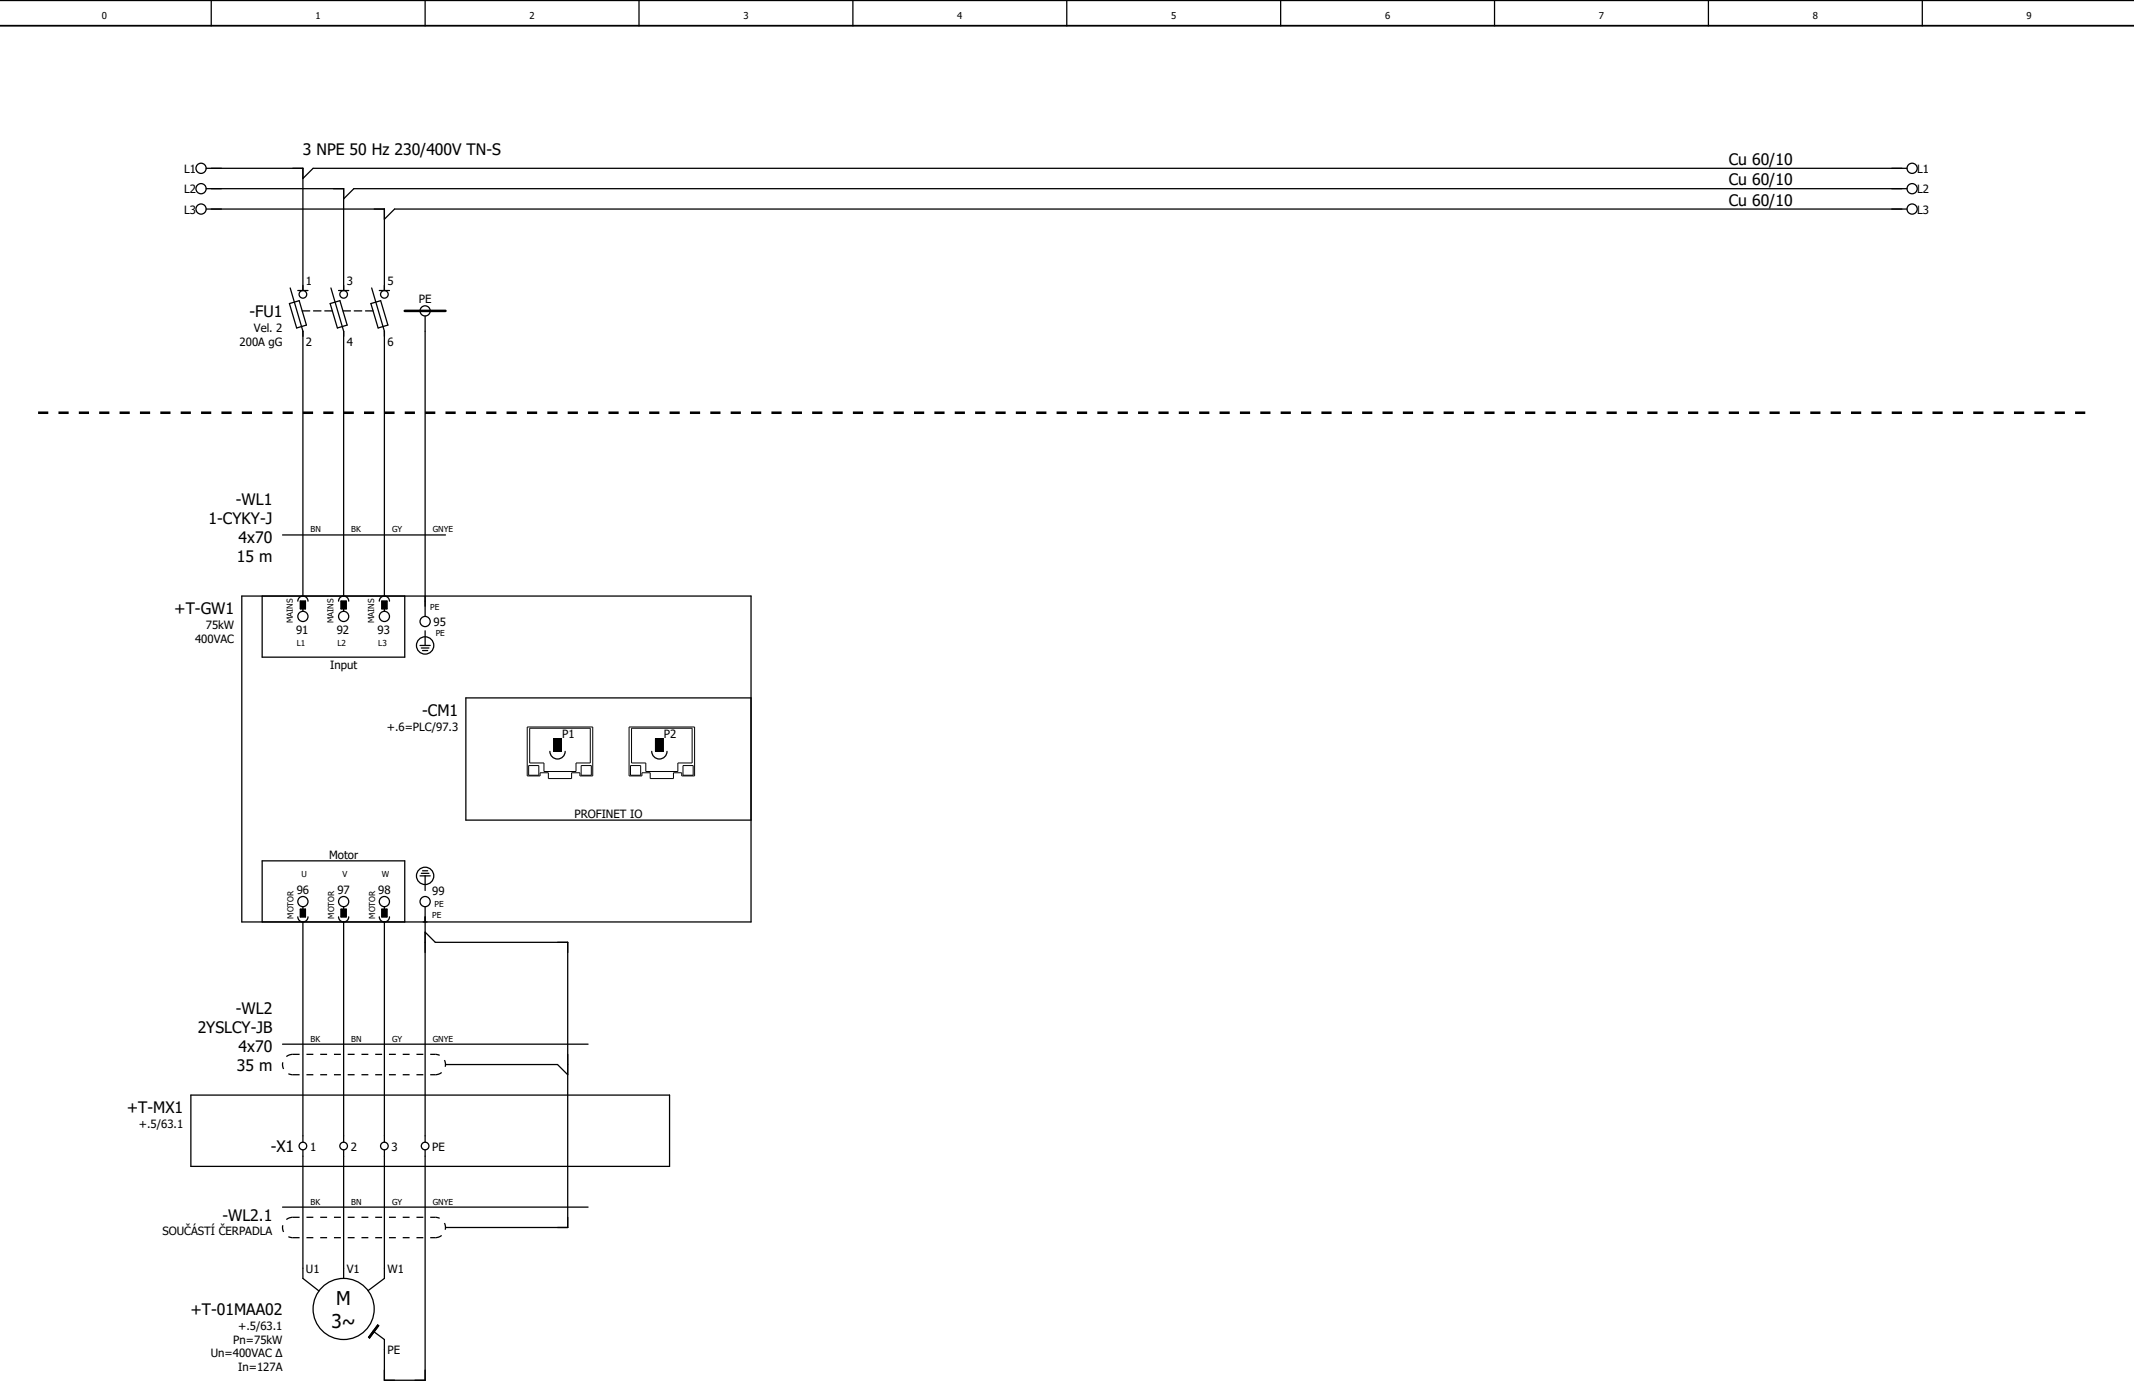 0 1 2 3 4 5 6 7 8 9
3 NPE 50 Hz 230/400V TN-S
L1 Cu 60/10 L1
L2 Cu 60/10 L2
L3 Cu 60/10 L3
1 3 5
PE
-FU1
Vel. 2
200A gG
2 4 6
-WL1
1-CYKY-J
4x70
15 m
BN BK GY GNYE
+T-GW1
75kW
400VAC
MAINS MAINS MAINS PE
91 92 93 95
PE
L1 L2 L3
Input
-CM1
+.6=PLC/97.3
P1 P2
PROFINET IO
Motor
U V W
96 97 98 99
MOTOR MOTOR MOTOR PE
PE
-WL2
2YSLCY-JB
4x70
35 m
BK BN GY GNYE
+T-MX1
+.5/63.1
-X1 1 2 3 PE
BK BN GY GNYE
-WL2.1
SOUČÁSTÍ ČERPADLA
U1 V1 W1
M
3~
+T-01MAA02
+.5/63.1
Pn=75kW
Un=400VAC Δ
In=127A
PE